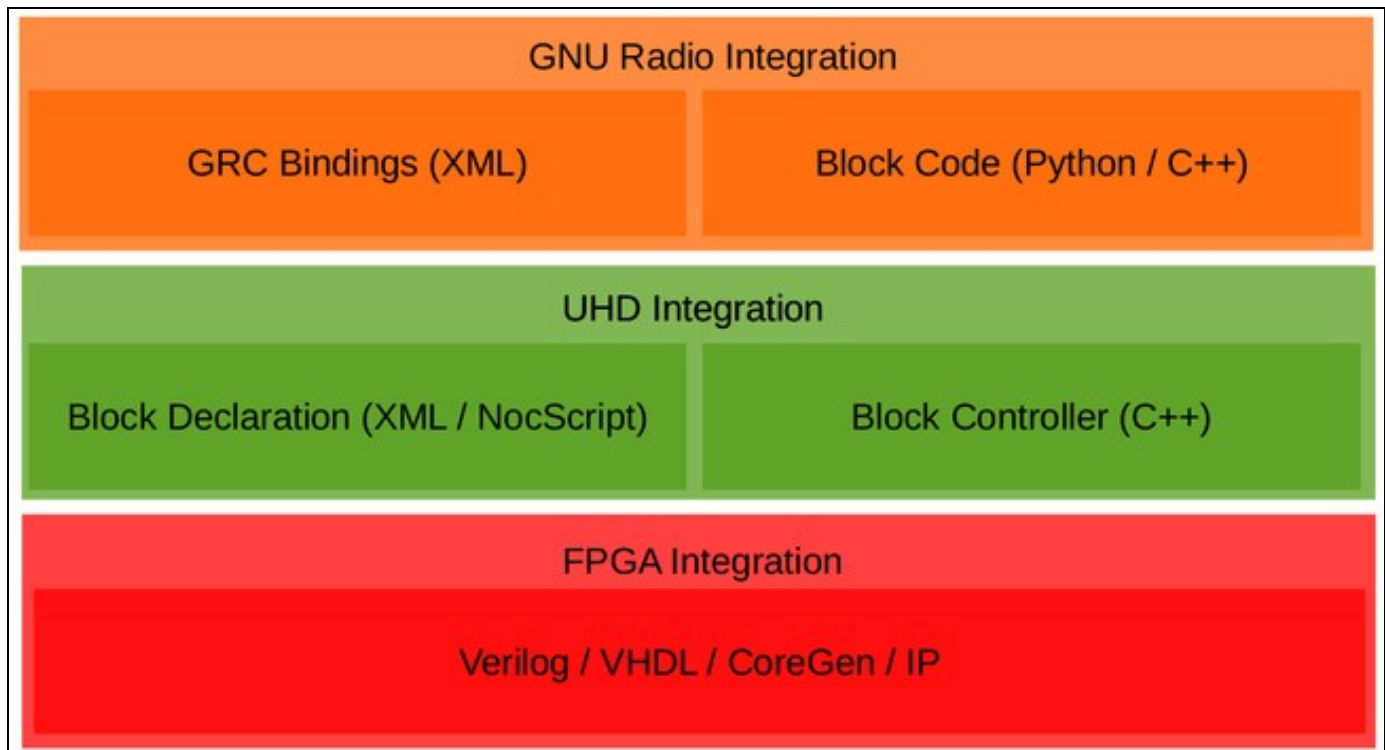 GNU Radio Integration
GRC Bindings (XML)
Block Code (Python / C++)
UHD Integration
Block Declaration (XML / NocScript)
Block Controller (C++)
FPGA Integration
Verilog / VHDL / CoreGen / IP